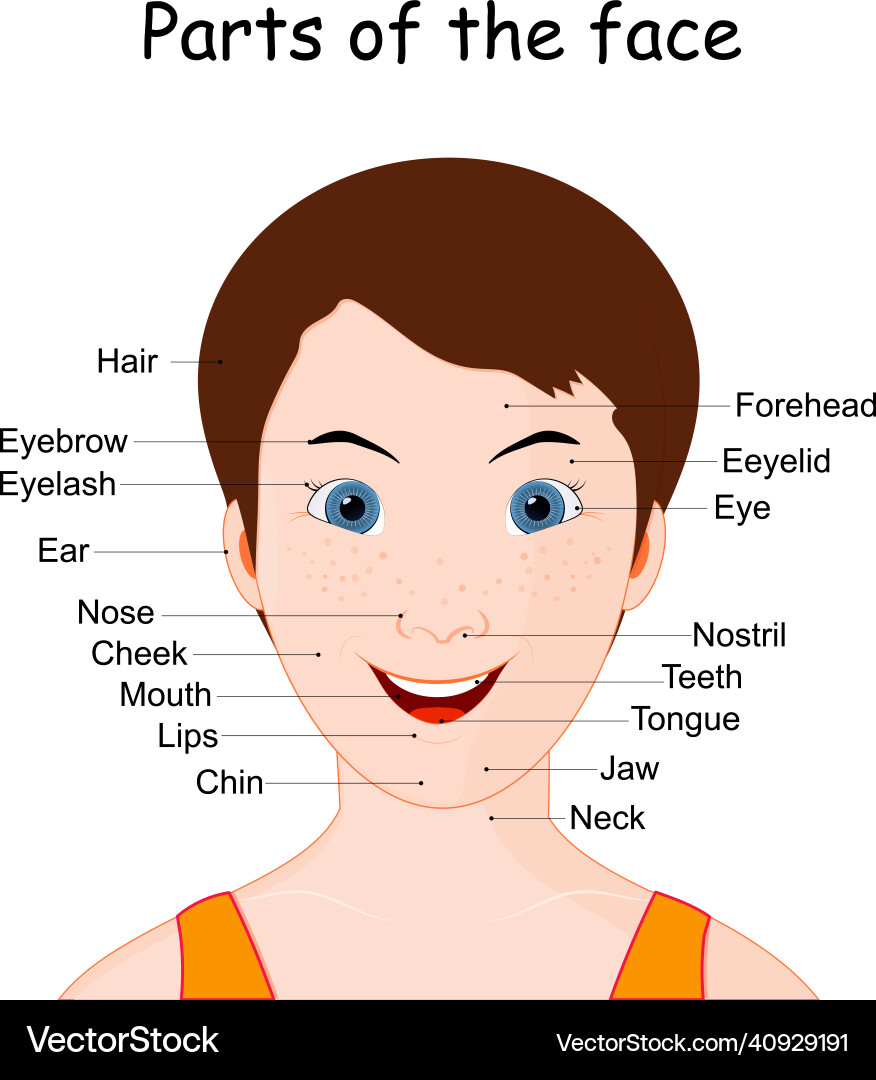 Parts of the face
Hair
Forehead
Eyebrow
Eeyelid
Eyelash
Eye
Ear
Nose
Nostril
Cheek
Teeth
Mouth
Tongue
Lips
Jaw
Chin
Neck
VectorStock
VectorStock.com/40929191